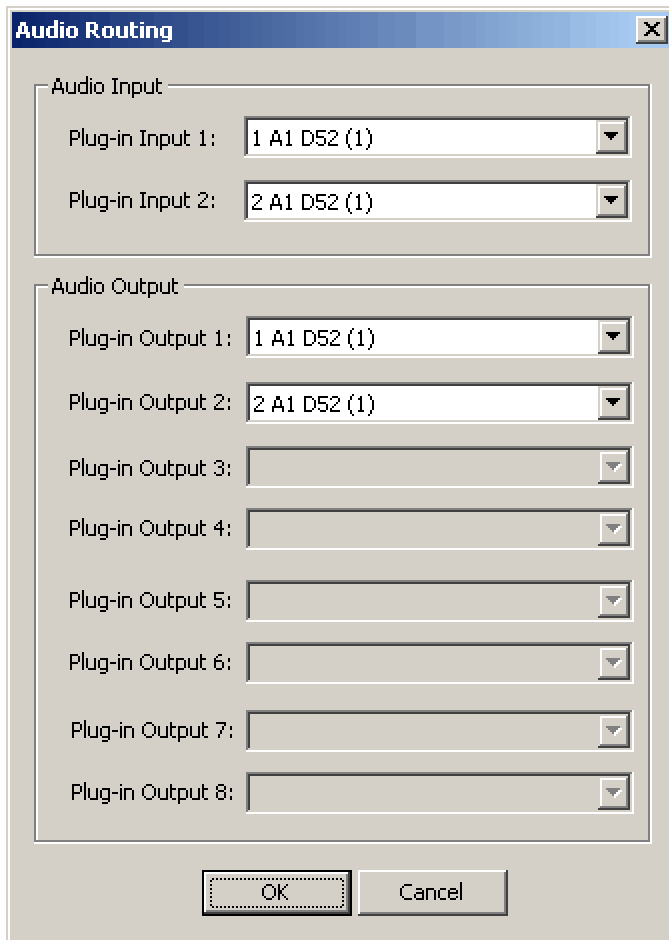 Audio Routing
Audio Input
Plug-in Input 1: 1 A1 D52 (1)
Plug-in Input 2: 2 A1 D52 (1)
Audio Output
Plug-in Output 1: 1 A1 D52 (1)
Plug-in Output 2: 2 A1 D52 (1)
Plug-in Output 3:
Plug-in Output 4:
Plug-in Output 5:
Plug-in Output 6:
Plug-in Output 7:
Plug-in Output 8:
OK Cancel